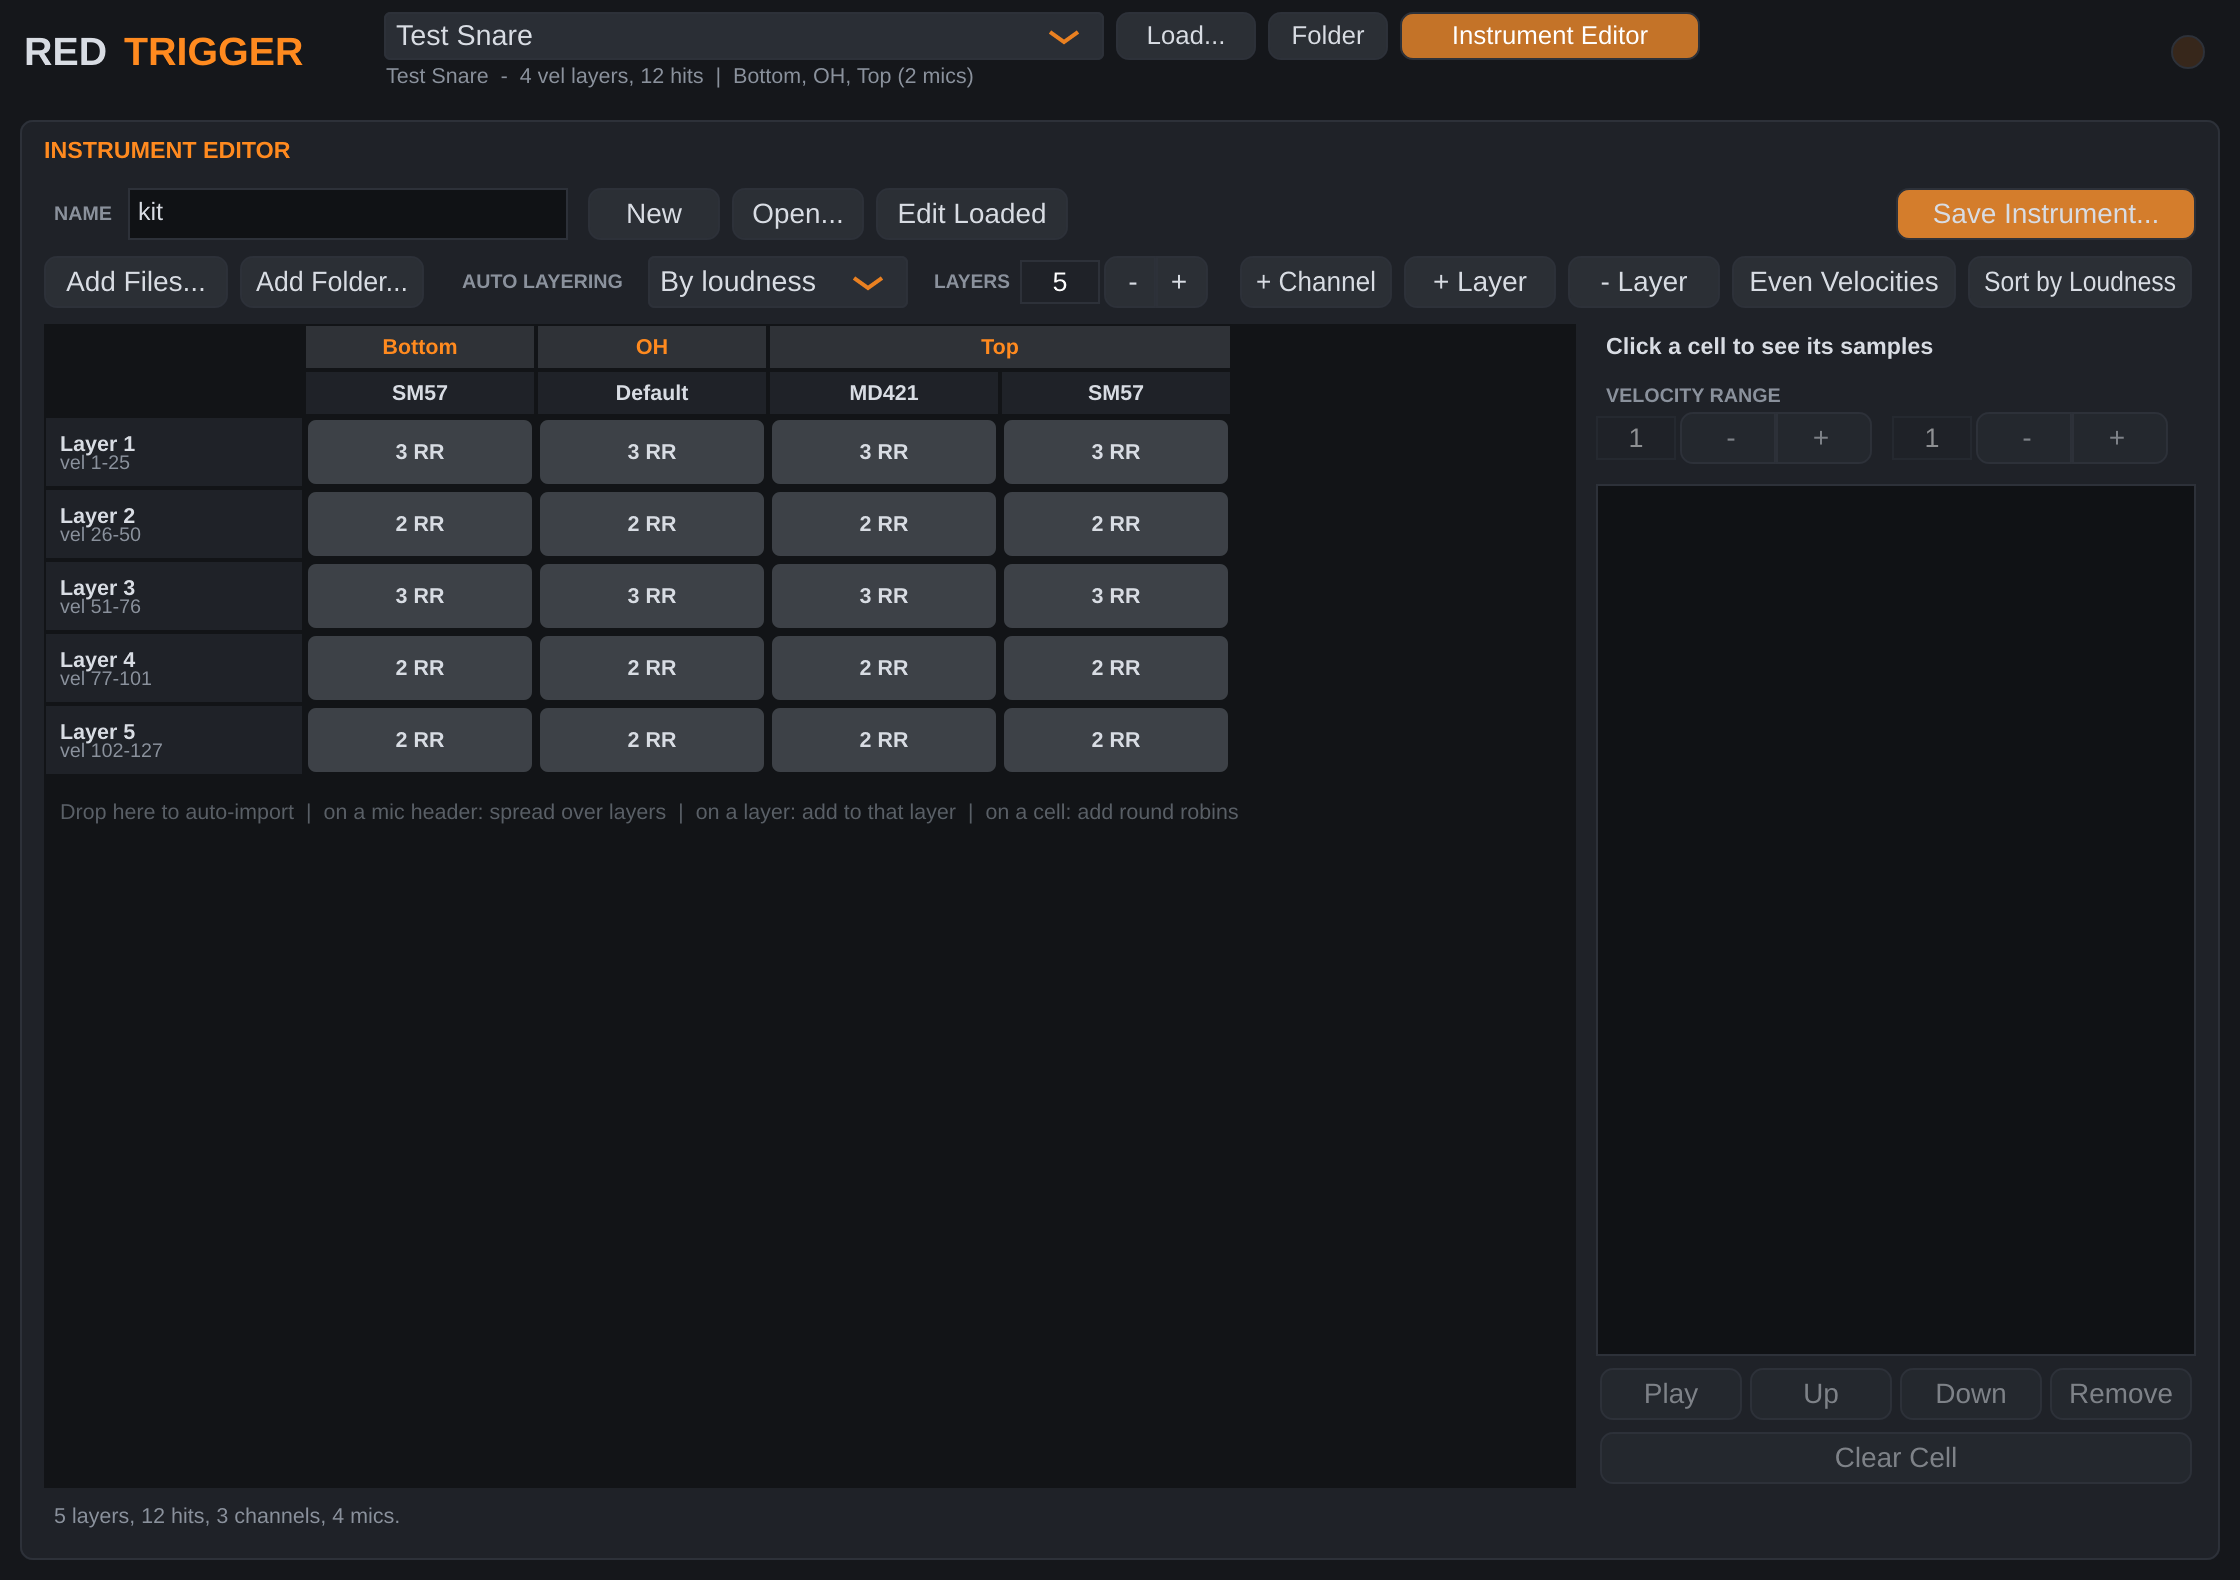 RED TRIGGER
Test Snare
Load...
Folder
Instrument Editor
Test Snare - 4 vel layers, 12 hits | Bottom, OH, Top (2 mics)
INSTRUMENT EDITOR
NAME
kit
New
Open...
Edit Loaded
Save Instrument...
Add Files...
Add Folder...
AUTO LAYERING
By loudness
LAYERS
5
-
+
+ Channel
+ Layer
- Layer
Even Velocities
Sort by Loudness
Bottom
OH
Top
SM57
Default
MD421
SM57
Layer 1
vel 1-25
3 RR
3 RR
3 RR
3 RR
Layer 2
vel 26-50
2 RR
2 RR
2 RR
2 RR
Layer 3
vel 51-76
3 RR
3 RR
3 RR
3 RR
Layer 4
vel 77-101
2 RR
2 RR
2 RR
2 RR
Layer 5
vel 102-127
2 RR
2 RR
2 RR
2 RR
Drop here to auto-import | on a mic header: spread over layers | on a layer: add to that layer | on a cell: add round robins
Click a cell to see its samples
VELOCITY RANGE
1
-
+
1
-
+
Play
Up
Down
Remove
Clear Cell
5 layers, 12 hits, 3 channels, 4 mics.